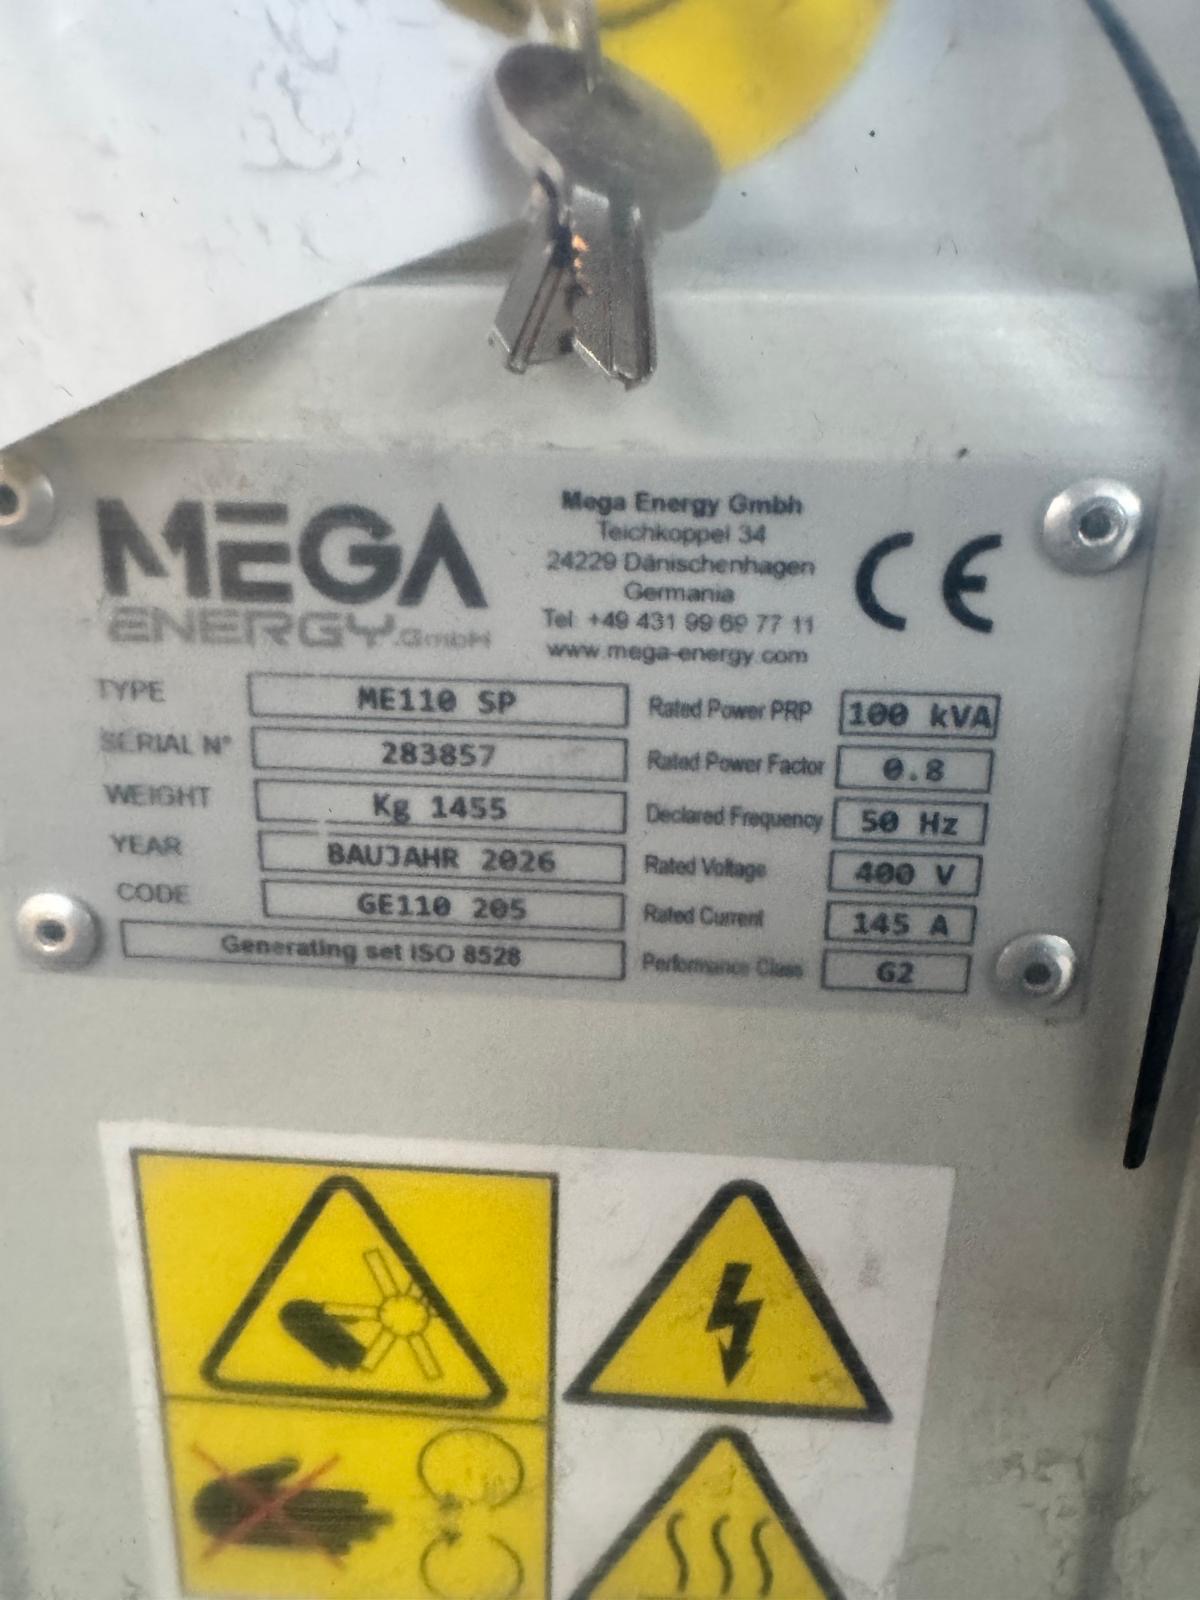 MEGA
ENERGY.GmbH
Mega Energy Gmbh
Teichkoppel 34
24229 Dänischenhagen
Germania
Tel: +49 431 99 69 77 11
www.mega-energy.com
CE
TYPE ME110 SP
SERIAL N° 283857
WEIGHT Kg 1455
YEAR BAUJAHR 2026
CODE GE110 205
Generating set ISO 8528
Rated Power PRP 100 kVA
Rated Power Factor 0.8
Declared Frequency 50 Hz
Rated Voltage 400 V
Rated Current 145 A
Performance Class G2